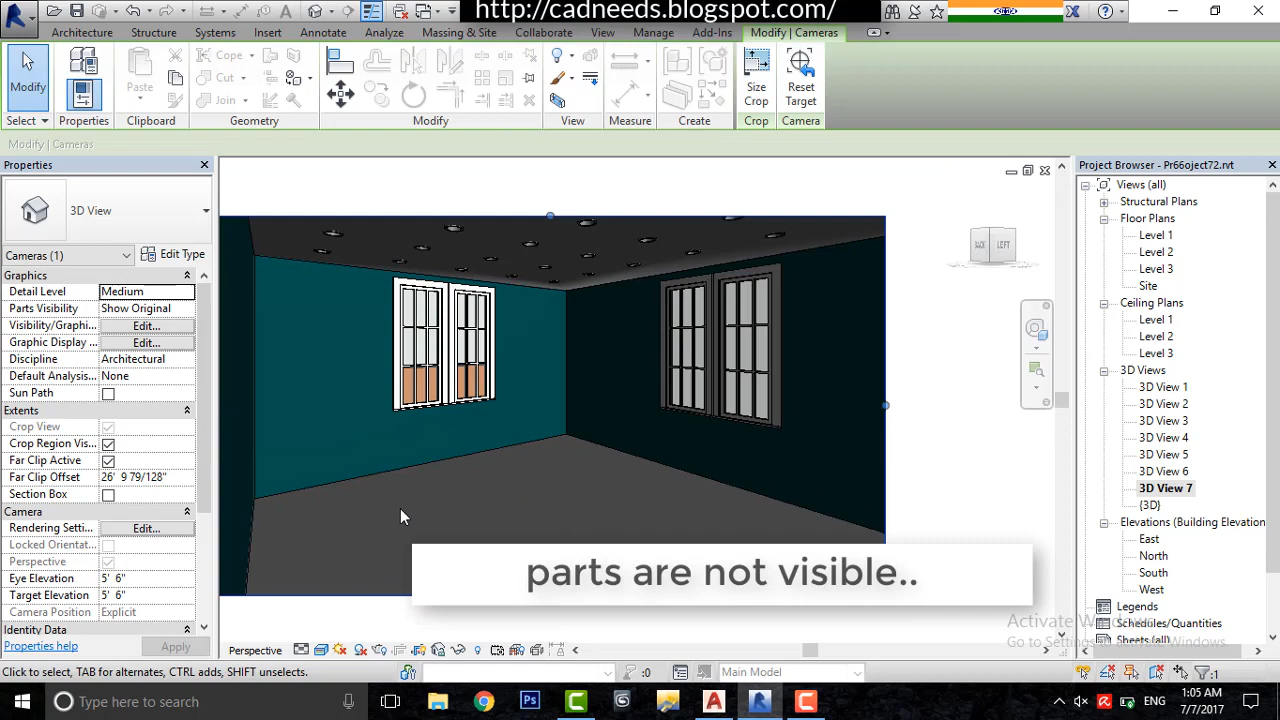 http://cadneeds.blogspot.com/
Architecture Structure Systems Insert Annotate Analyze Massing & Site Collaborate View Manage Add-Ins Modify | Cameras
Modify
Paste
Cope
Cut
Join
Size Crop
Reset Target
Select Properties Clipboard Geometry Modify View Measure Create Crop Camera
Modify | Cameras
Properties
3D View
Cameras (1) Edit Type
Graphics
Detail Level Medium
Parts Visibility Show Original
Visibility/Graphi... Edit...
Graphic Display ... Edit...
Discipline Architectural
Default Analysis... None
Sun Path
Extents
Crop View
Crop Region Vis...
Far Clip Active
Far Clip Offset 26' 9 79/128"
Section Box
Camera
Rendering Setti... Edit...
Locked Orientat...
Perspective
Eye Elevation 5' 6"
Target Elevation 5' 6"
Camera Position Explicit
Identity Data
Properties help Apply
BACK LEFT
parts are not visible..
Project Browser - Pr66oject72.rvt
Views (all)
Structural Plans
Floor Plans
Level 1
Level 2
Level 3
Site
Ceiling Plans
Level 1
Level 2
Level 3
3D Views
3D View 1
3D View 2
3D View 3
3D View 4
3D View 5
3D View 6
3D View 7
{3D}
Elevations (Building Elevation
East
North
South
West
Legends
Schedules/Quantities
Sheets (all)
Activate Windows
Go to Settings to activate Windows.
Perspective
Click to select, TAB for alternates, CTRL adds, SHIFT unselects. :0 Main Model :1
Type here to search
Ps
ENG
1:05 AM
7/7/2017